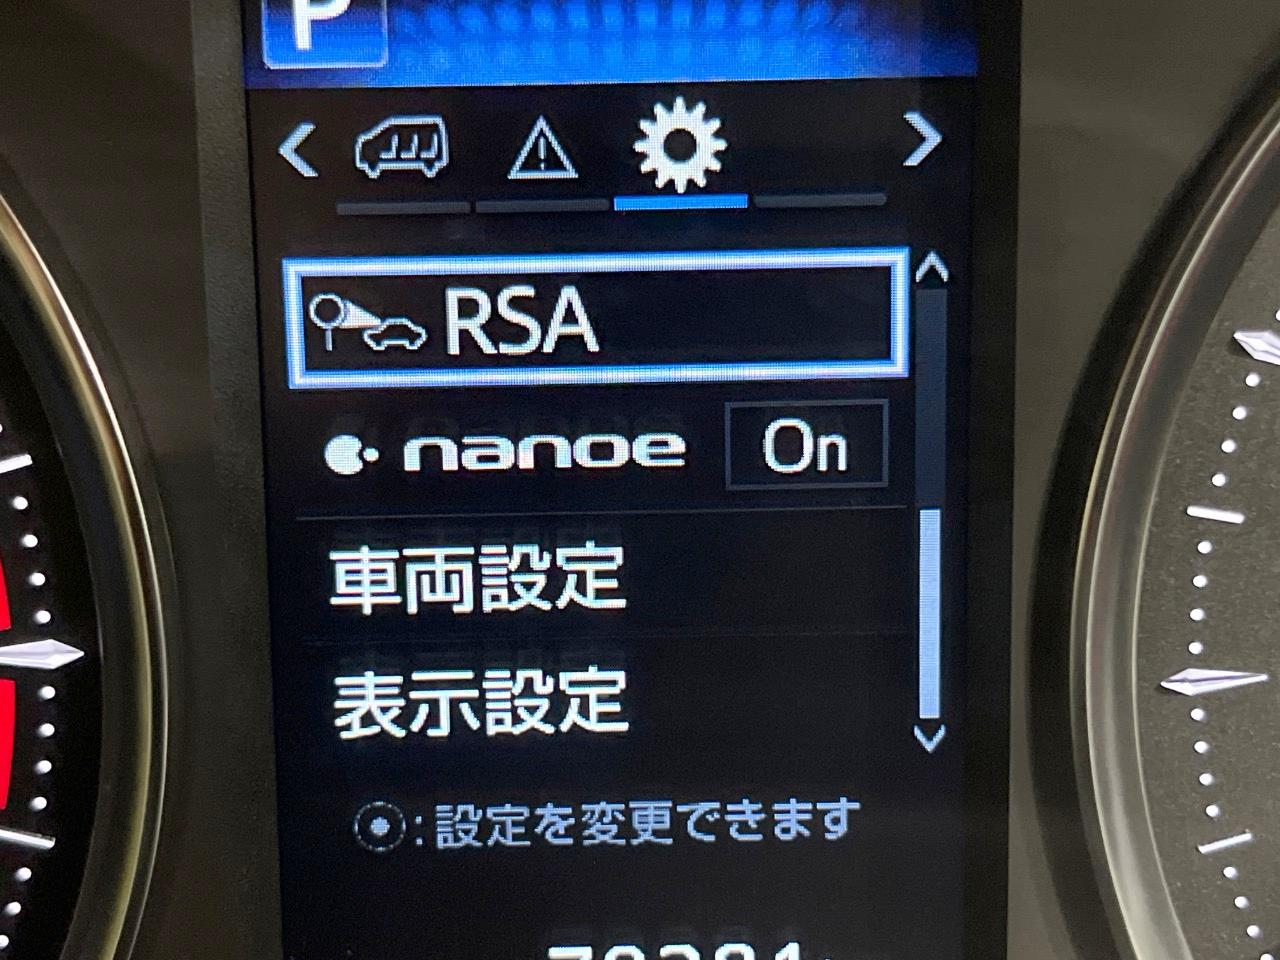 P
RSA
nanoe On
車両設定
表示設定
:設定を変更できます